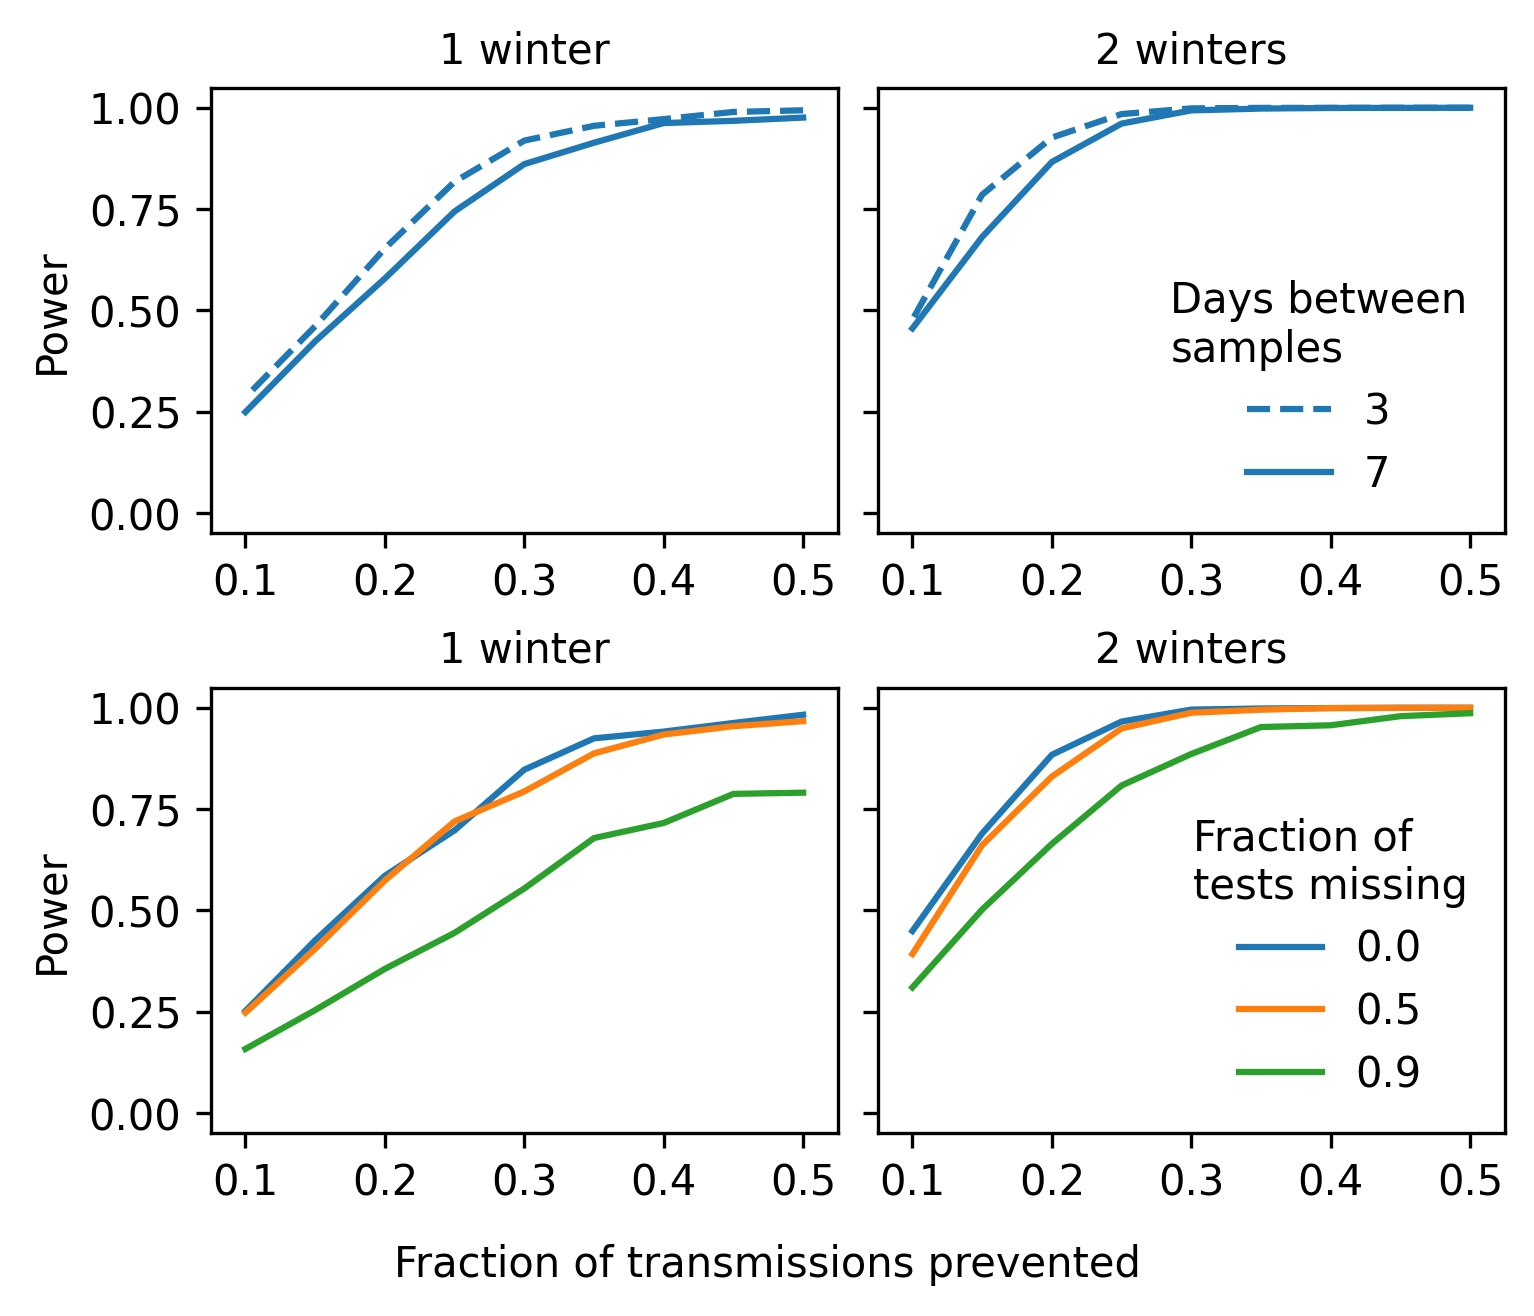 1 winter
2 winters
Power
1.00
0.75
0.50
0.25
0.00
0.1 0.2 0.3 0.4 0.5
Days between
samples
3
7
0.1 0.2 0.3 0.4 0.5
1 winter
2 winters
Power
1.00
0.75
0.50
0.25
0.00
0.1 0.2 0.3 0.4 0.5
Fraction of
tests missing
0.0
0.5
0.9
0.1 0.2 0.3 0.4 0.5
Fraction of transmissions prevented